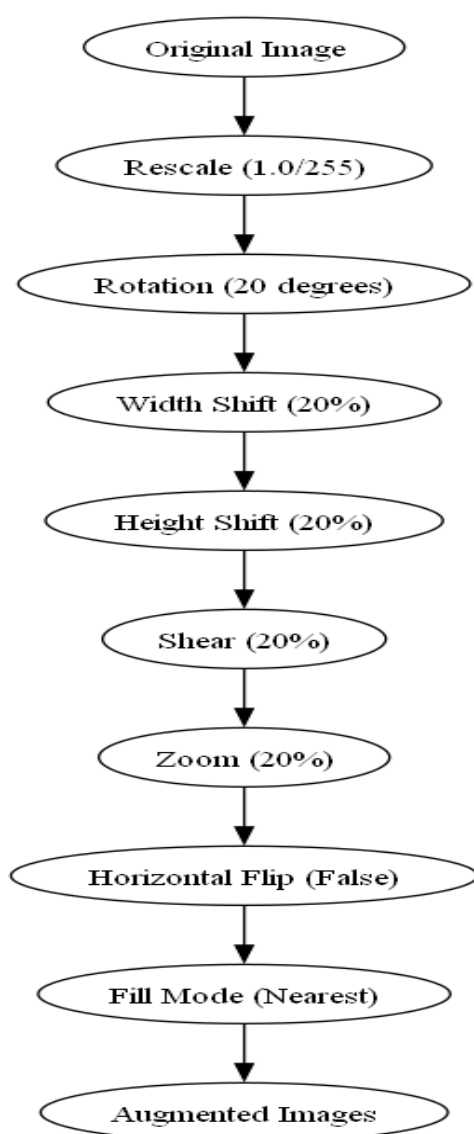 Original Image
Rescale (1.0/255)
Rotation (20 degrees)
Width Shift (20%)
Height Shift (20%)
Shear (20%)
Zoom (20%)
Horizontal Flip (False)
Fill Mode (Nearest)
Augmented Images